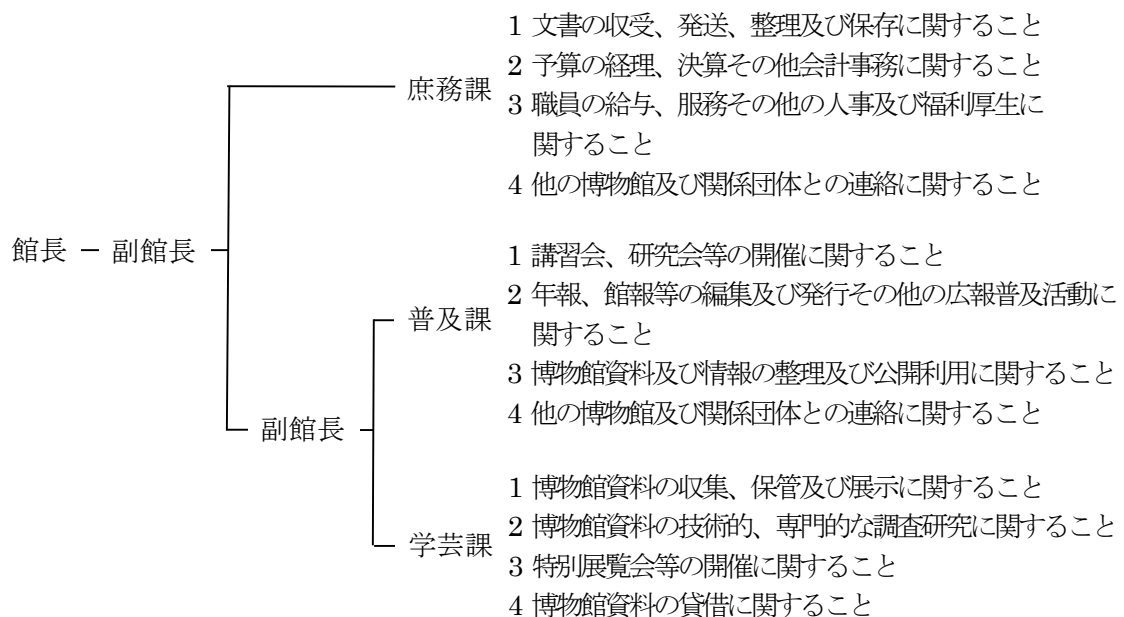 1 文書の収受、発送、整理及び保存に関すること
2 予算の経理、決算その他会計事務に関すること
庶務課
3 職員の給与、服務その他の人事及び福利厚生に
関すること
4 他の博物館及び関係団体との連絡に関すること
館長 － 副館長
1 講習会、研究会等の開催に関すること
2 年報、館報等の編集及び発行その他の広報普及活動に
普及課
関すること
3 博物館資料及び情報の整理及び公開利用に関すること
4 他の博物館及び関係団体との連絡に関すること
副館長
1 博物館資料の収集、保管及び展示に関すること
2 博物館資料の技術的、専門的な調査研究に関すること
学芸課
3 特別展覧会等の開催に関すること
4 博物館資料の貸借に関すること